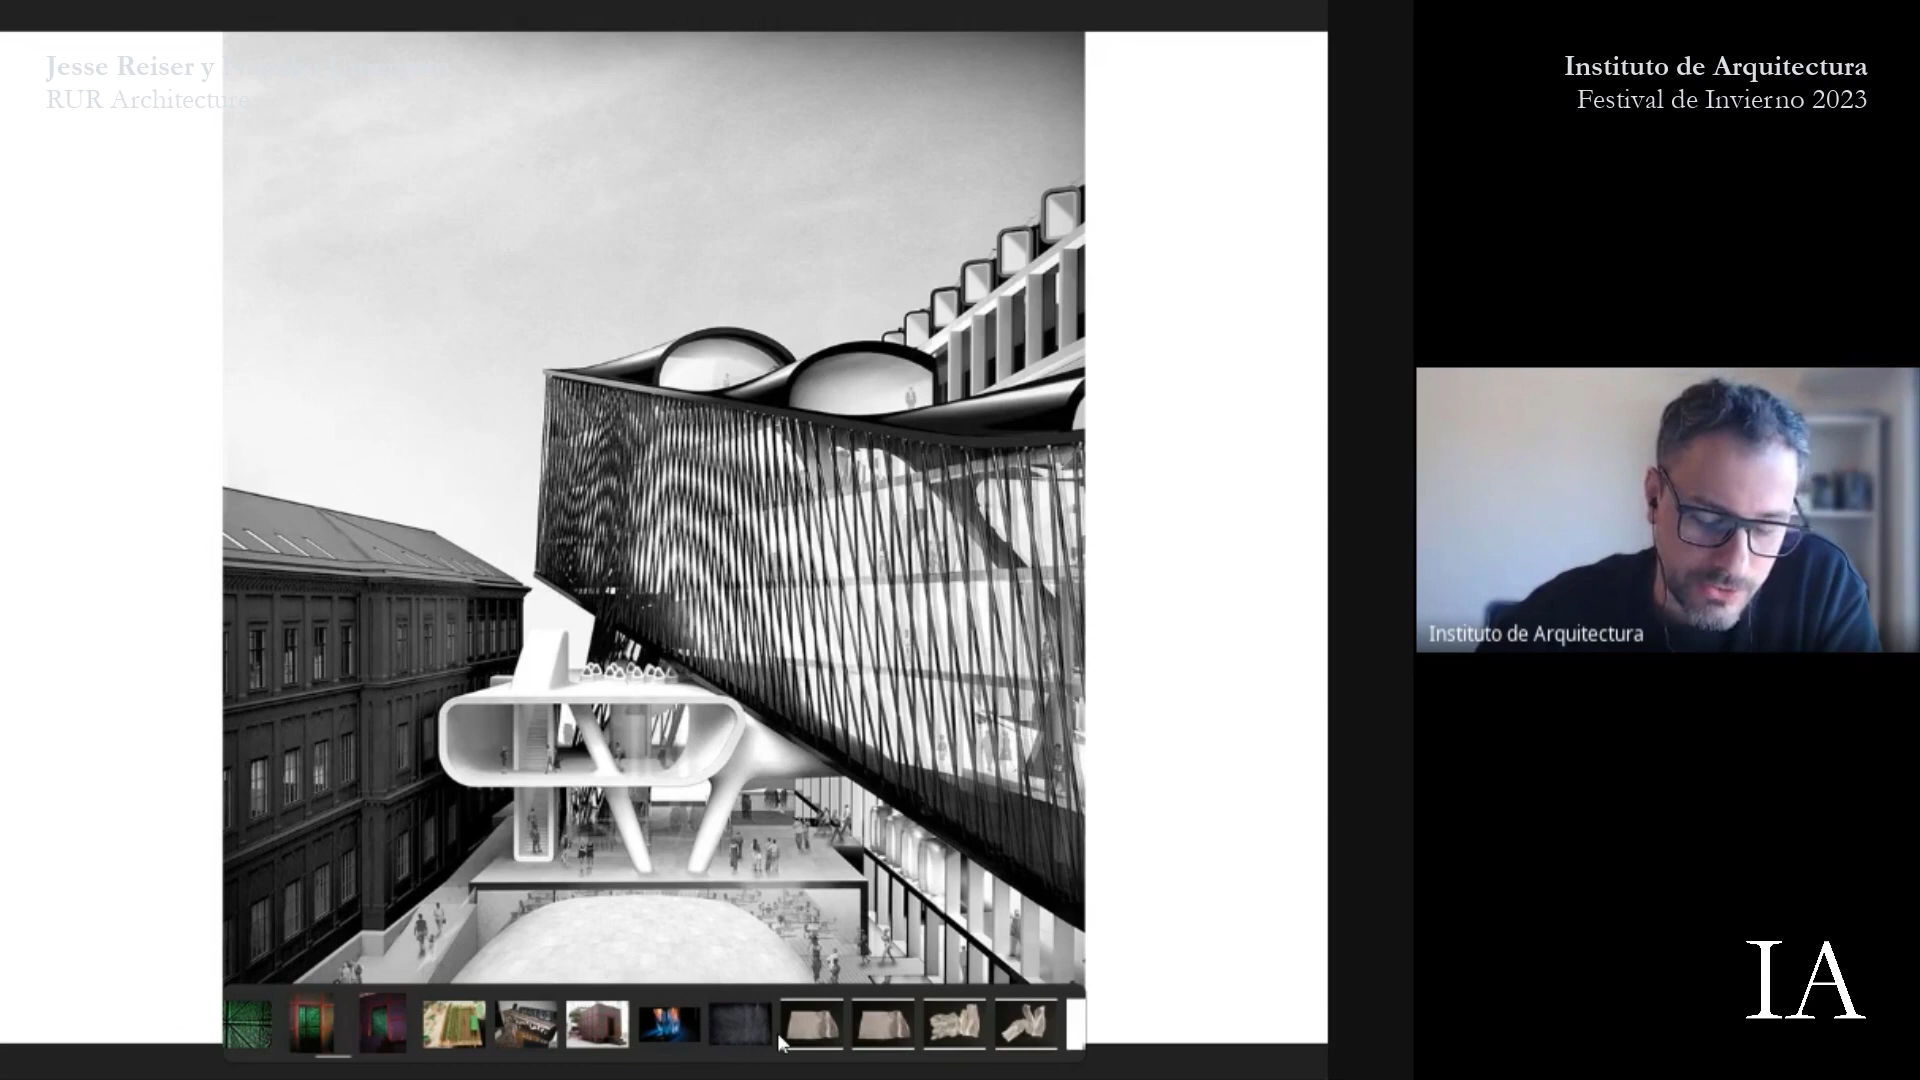 Jesse Reiser y
RUR Architecture
Instituto de Arquitectura
Festival de Invierno 2023
Instituto de Arquitectura
IA